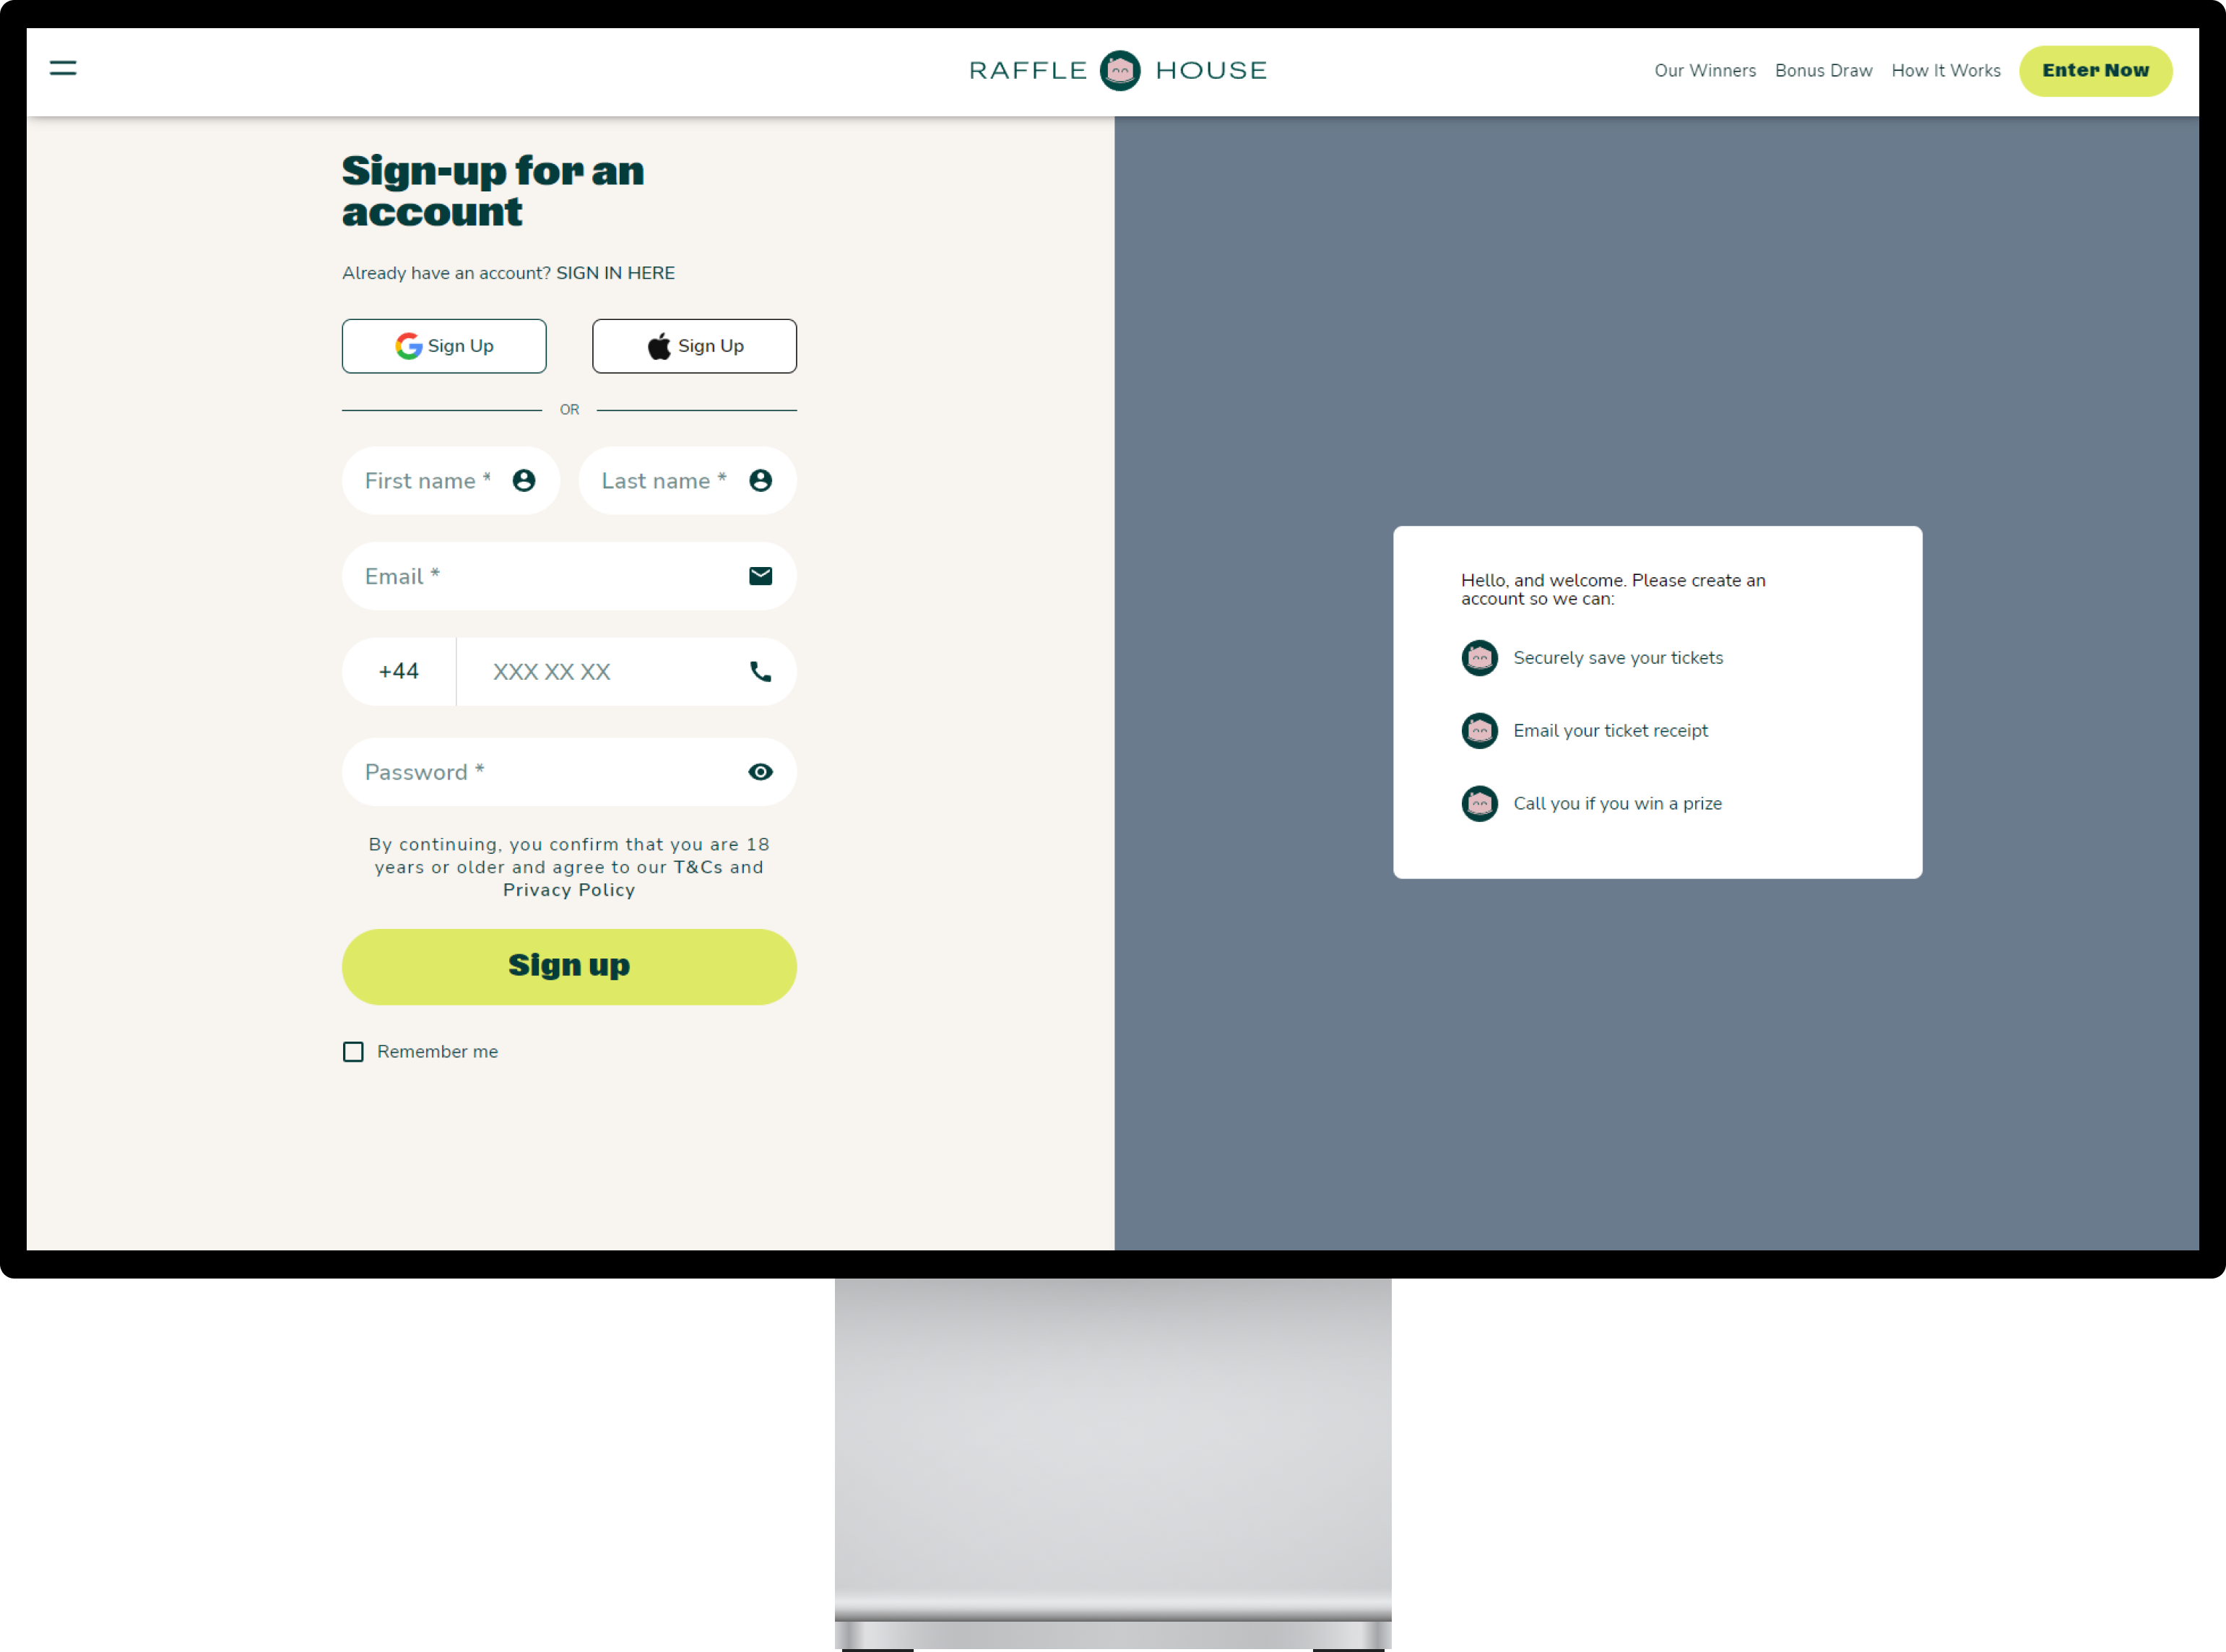 RAFFLE HOUSE
Our Winners Bonus Draw How It Works Enter Now
Sign-up for an
account
Already have an account? SIGN IN HERE
Sign Up Sign Up
OR
First name * Last name *
Email *
+44 XXX XX XX
Password *
By continuing, you confirm that you are 18
years or older and agree to our T&Cs and
Privacy Policy
Sign up
Remember me
Hello, and welcome. Please create an
account so we can:
Securely save your tickets
Email your ticket receipt
Call you if you win a prize